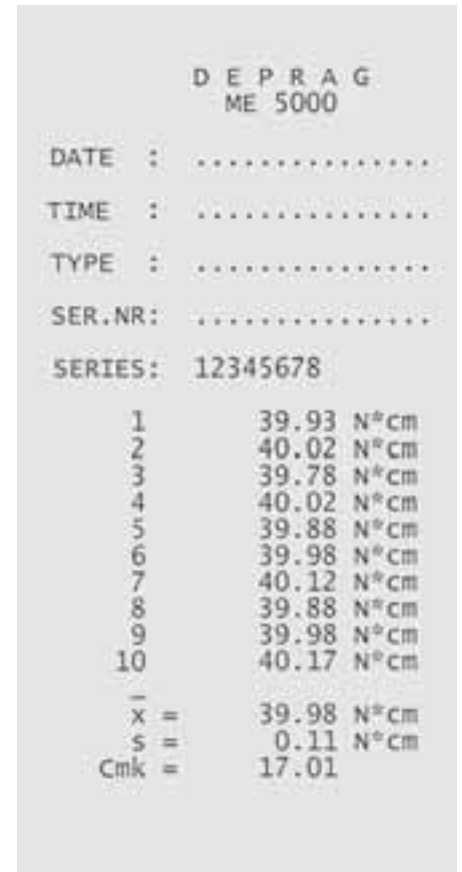 D E P R A G
ME 5000
DATE : ...............
TIME : ...............
TYPE : ...............
SER.NR: ...............
SERIES: 12345678
1 39.93 N*cm
2 40.02 N*cm
3 39.78 N*cm
4 40.02 N*cm
5 39.88 N*cm
6 39.98 N*cm
7 40.12 N*cm
8 39.88 N*cm
9 39.98 N*cm
10 40.17 N*cm
_
x = 39.98 N*cm
s = 0.11 N*cm
Cmk = 17.01